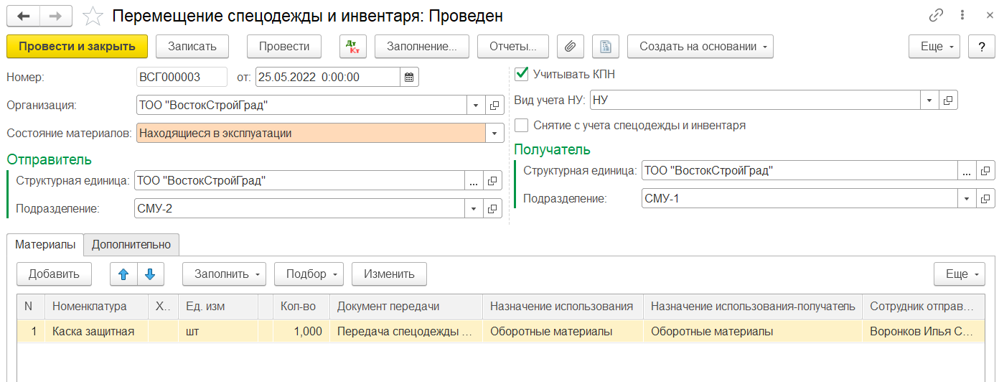 Перемещение спецодежды и инвентаря: Проведен
Провести и закрыть Записать Провести Дт Кт Заполнение... Отчеты... Создать на основании Еще ?
Номер: ВСГ000003 от: 25.05.2022 0:00:00 Учитывать КПН
Организация: ТОО "ВостокСтройГрад" Вид учета НУ: НУ
Состояние материалов: Находящиеся в эксплуатации Снятие с учета спецодежды и инвентаря
Отправитель Получатель
Структурная единица: ТОО "ВостокСтройГрад" ... Структурная единица: ТОО "ВостокСтройГрад" ...
Подразделение: СМУ-2 Подразделение: СМУ-1
Материалы Дополнительно
Добавить Заполнить Подбор Изменить Еще
N Номенклатура Х.. Ед. изм Кол-во Документ передачи Назначение использования Назначение использования-получатель Сотрудник отправ...
1 Каска защитная шт 1,000 Передача спецодежды ... Оборотные материалы Оборотные материалы Воронков Илья С...